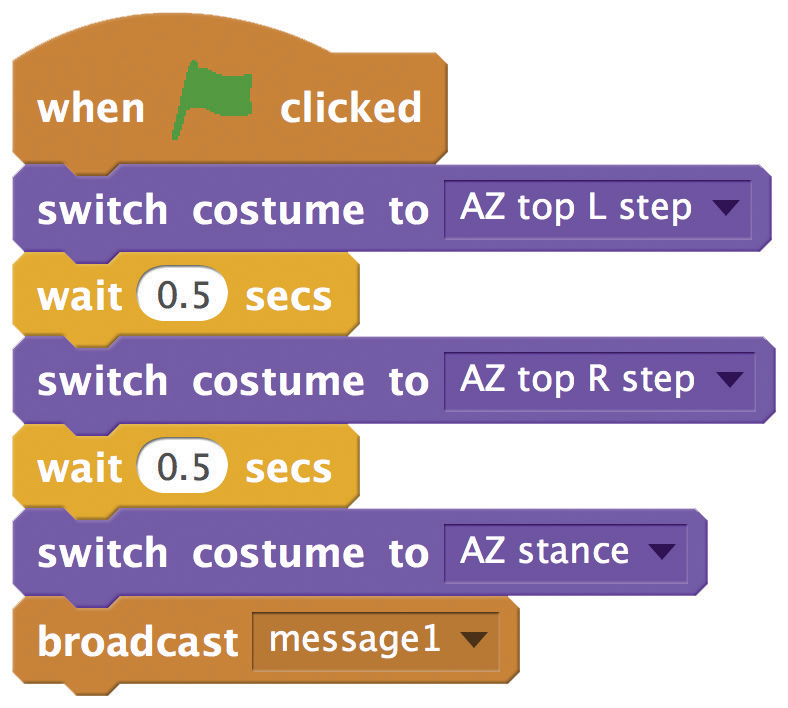 when clicked
switch costume to AZ top L step
wait 0.5 secs
switch costume to AZ top R step
wait 0.5 secs
switch costume to AZ stance
broadcast message1